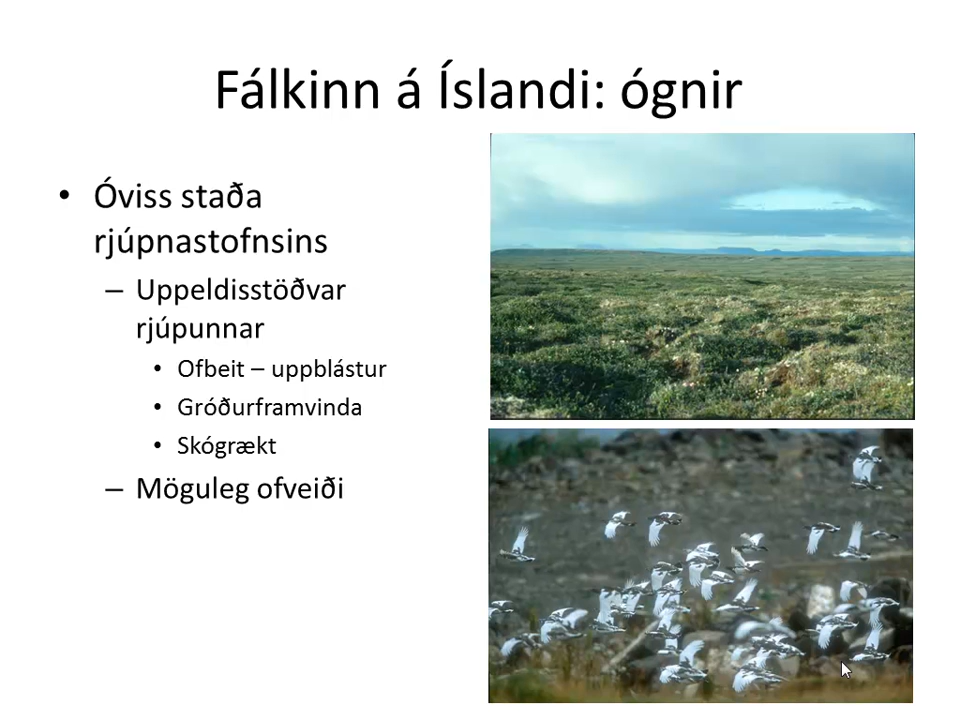 Fálkinn á Íslandi: ógnir
• Óviss staða
rjúpnastofnsins
– Uppeldisstöðvar
rjúpunnar
• Ofbeit – uppblástur
• Gróðurframvinda
• Skógrækt
– Möguleg ofveiði